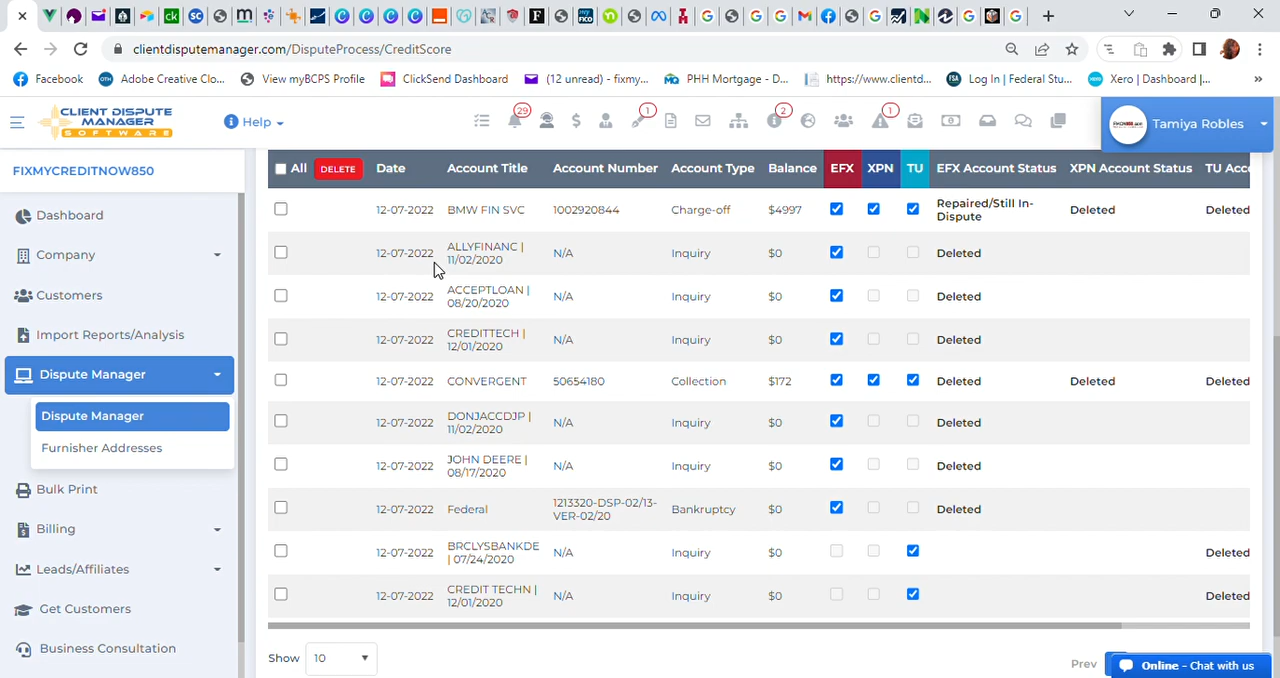 clientdisputemanager.com/DisputeProcess/CreditScore
Facebook
Adobe Creative Clo...
View myBCPS Profile
ClickSend Dashboard
(12 unread) - fixmy...
PHH Mortgage - D...
https://www.clientd...
Log In | Federal Stu...
Xero | Dashboard |...
»
CLIENT DISPUTE
MANAGER
SOFTWARE
Help
29
1
2
1
Tamiya Robles
FIXMYCREDITNOW850
Dashboard
Company
Customers
Import Reports/Analysis
Dispute Manager
Dispute Manager
Furnisher Addresses
Bulk Print
Billing
Leads/Affiliates
Get Customers
Business Consultation
All DELETE Date Account Title Account Number Account Type Balance EFX XPN TU EFX Account Status XPN Account Status TU Acco
12-07-2022 BMW FIN SVC 1002920844 Charge-off $4997 Repaired/Still In-
Dispute Deleted Deleted
12-07-2022 ALLYFINANC |
11/02/2020 N/A Inquiry $0 Deleted
12-07-2022 ACCEPTLOAN |
08/20/2020 N/A Inquiry $0 Deleted
12-07-2022 CREDITTECH |
12/01/2020 N/A Inquiry $0 Deleted
12-07-2022 CONVERGENT 50654180 Collection $172 Deleted Deleted Deleted
12-07-2022 DONJACCDJP |
11/02/2020 N/A Inquiry $0 Deleted
12-07-2022 JOHN DEERE |
08/17/2020 N/A Inquiry $0 Deleted
12-07-2022 Federal 1213320-DSP-02/13-
VER-02/20 Bankruptcy $0 Deleted
12-07-2022 BRCLYSBANKDE
| 07/24/2020 N/A Inquiry $0 Deleted
12-07-2022 CREDIT TECHN |
12/01/2020 N/A Inquiry $0 Deleted
Show 10
Prev
Online - Chat with us